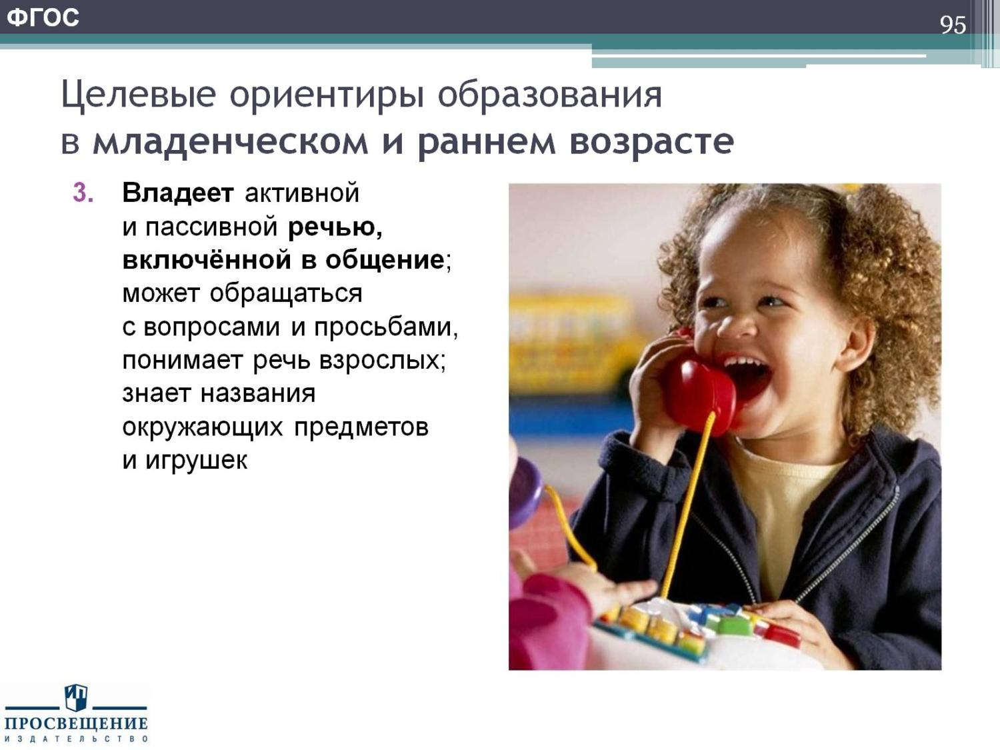 ФГОС
95
Целевые ориентиры образования
в младенческом и раннем возрасте
3. Владеет активной
и пассивной речью,
включённой в общение;
может обращаться
с вопросами и просьбами,
понимает речь взрослых;
знает названия
окружающих предметов
и игрушек
ИП
ПРОСВЕЩЕНИЕ
ИЗДАТЕЛЬСТВО